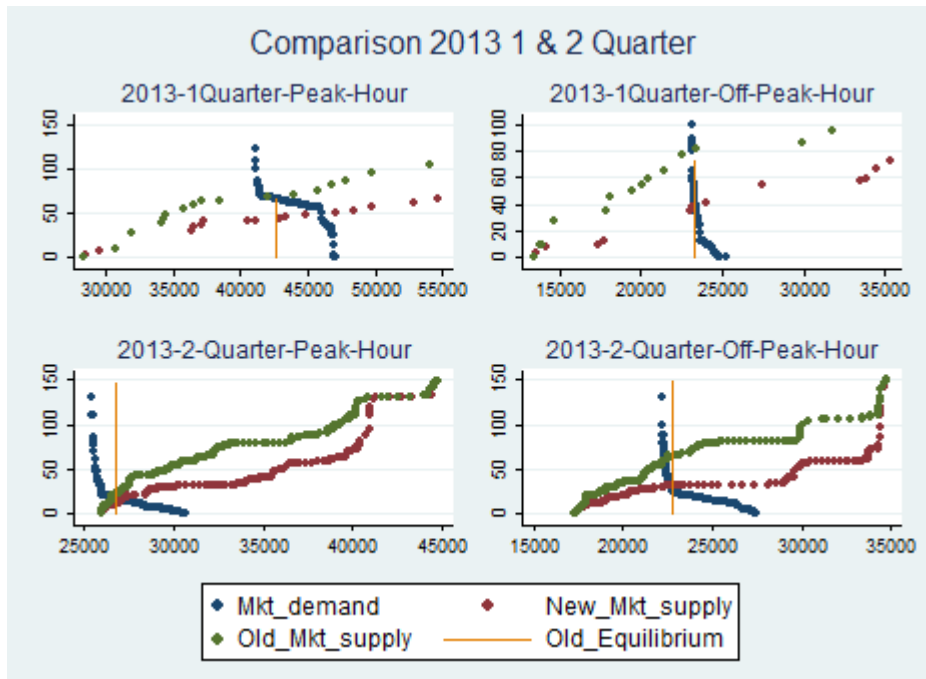 Comparison 2013 1 & 2 Quarter
2013-1Quarter-Peak-Hour
150
100
50
0
30000 35000 40000 45000 50000 55000
2013-1Quarter-Off-Peak-Hour
100
80
60
40
20
0
15000 20000 25000 30000 35000
2013-2-Quarter-Peak-Hour
150
100
50
0
25000 30000 35000 40000 45000
2013-2-Quarter-Off-Peak-Hour
150
100
50
0
15000 20000 25000 30000 35000
Mkt_demand New_Mkt_supply
Old_Mkt_supply Old_Equilibrium